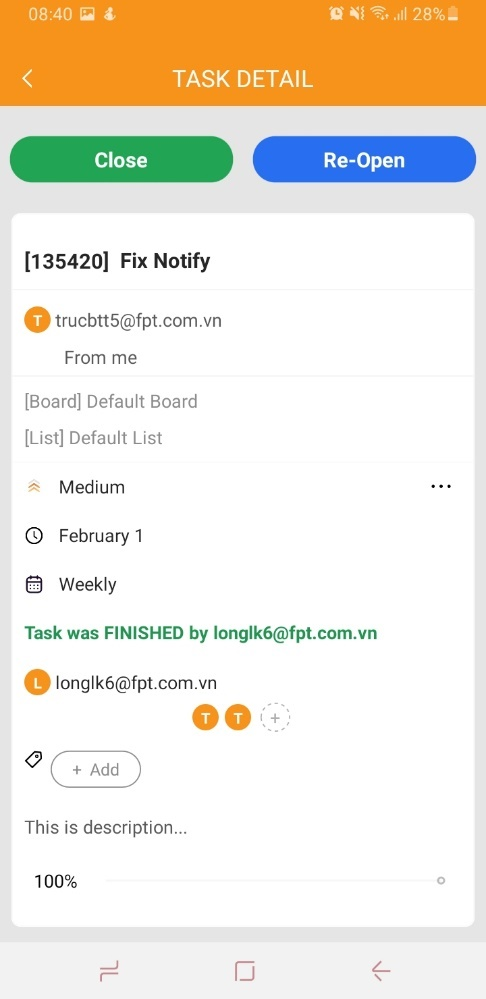 08:40 28%
TASK DETAIL
Close Re-Open
[135420] Fix Notify
T trucbtt5@fpt.com.vn
From me
[Board] Default Board
[List] Default List
Medium ...
February 1
Weekly
Task was FINISHED by longlk6@fpt.com.vn
L longlk6@fpt.com.vn
T T +
+ Add
This is description...
100%